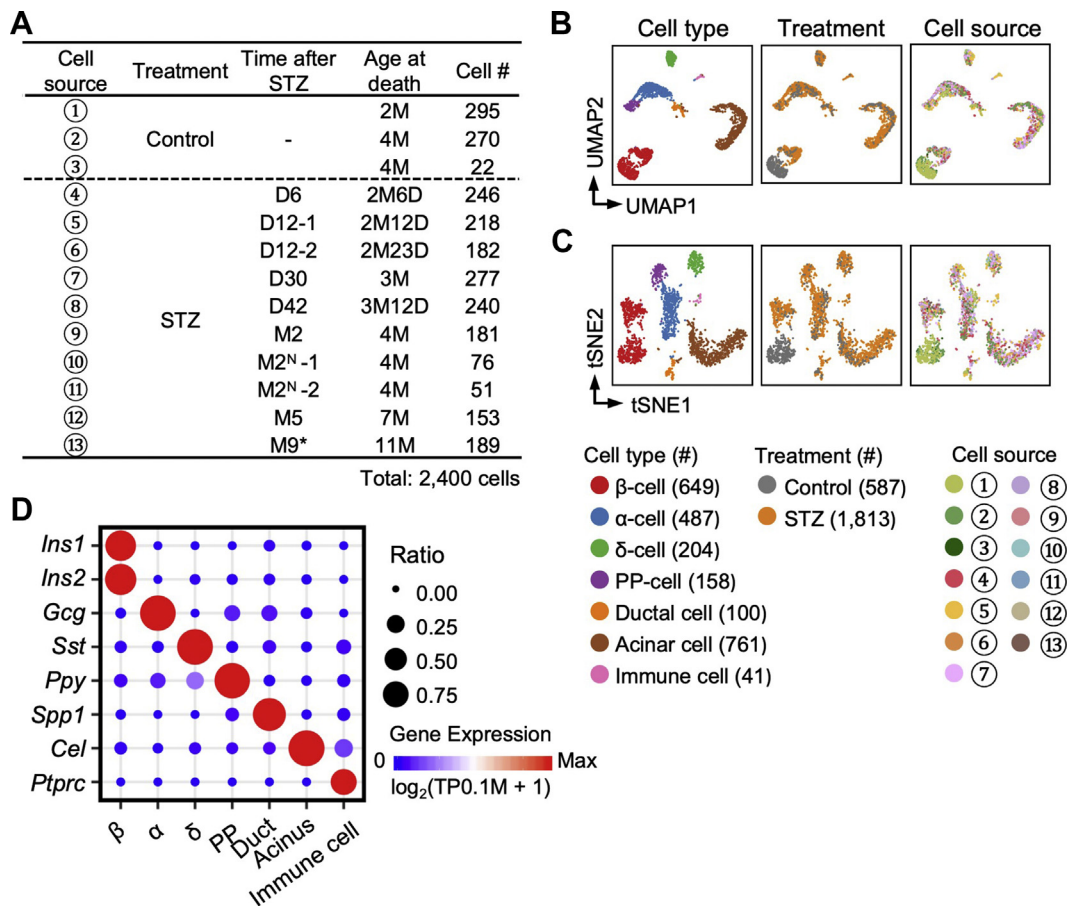 A
Cell source Treatment Time after STZ Age at death Cell #
① 2M 295
② Control - 4M 270
③ 4M 22
④ D6 2M6D 246
⑤ D12-1 2M12D 218
⑥ D12-2 2M23D 182
⑦ D30 3M 277
⑧ STZ D42 3M12D 240
⑨ M2 4M 181
⑩ M2ᴺ-1 4M 76
⑪ M2ᴺ-2 4M 51
⑫ M5 7M 153
⑬ M9* 11M 189
Total: 2,400 cells
B
Cell type Treatment Cell source
UMAP2
UMAP1
C
tSNE2
tSNE1
Cell type (#)
β-cell (649)
α-cell (487)
δ-cell (204)
PP-cell (158)
Ductal cell (100)
Acinar cell (761)
Immune cell (41)
Treatment (#)
Control (587)
STZ (1,813)
Cell source
① ⑧
② ⑨
③ ⑩
④ ⑪
⑤ ⑫
⑥ ⑬
⑦
D
Ins1
Ins2
Gcg
Sst
Ppy
Spp1
Cel
Ptprc
β α δ PP Duct Acinus Immune cell
Ratio
0.00
0.25
0.50
0.75
Gene Expression
0 Max
log₂(TP0.1M + 1)